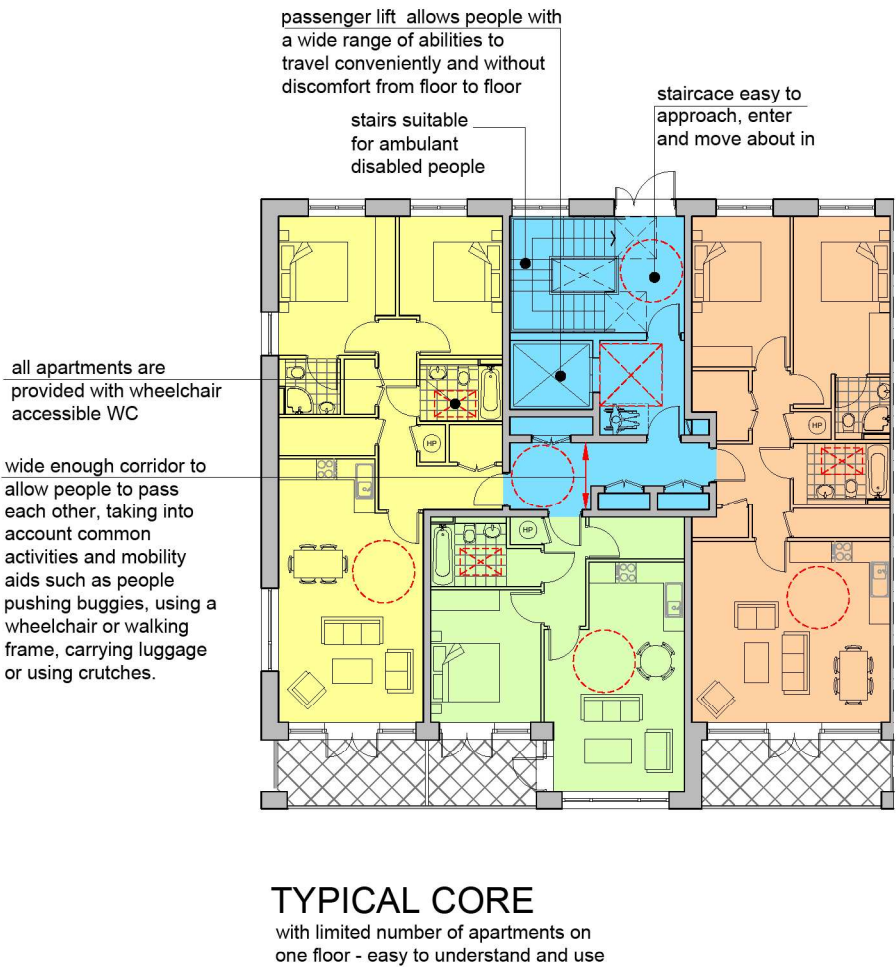 passenger lift  allows people with
a wide range of abilities to
travel conveniently and without
discomfort from floor to floor
staircace easy to
approach, enter
and move about in
stairs suitable
for ambulant
disabled people
all apartments are
provided with wheelchair
accessible WC
wide enough corridor to
allow people to pass
each other, taking into
account common
activities and mobility
aids such as people
pushing buggies, using a
wheelchair or walking
frame, carrying luggage
or using crutches.
HP
HP
HP
TYPICAL CORE
with limited number of apartments on
one floor - easy to understand and use